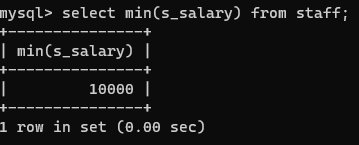 mysql> select min(s_salary) from staff;
+---------------+
| min(s_salary) |
+---------------+
|         10000 |
+---------------+
1 row in set (0.00 sec)